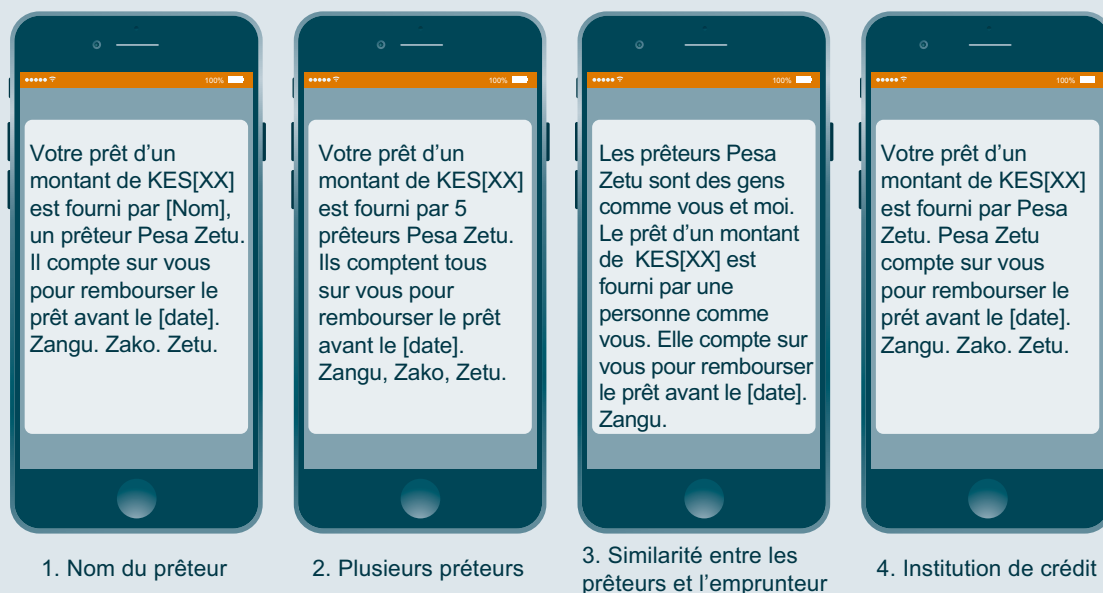 100%
Votre prêt d'un
montant de KES[XX]
est fourni par [Nom],
un prêteur Pesa Zetu.
Il compte sur vous
pour rembourser le
prêt avant le [date].
Zangu. Zako. Zetu.
1. Nom du prêteur
100%
Votre prêt d'un
montant de KES[XX]
est fourni par 5
prêteurs Pesa Zetu.
Ils comptent tous
sur vous pour
rembourser le prêt
avant le [date].
Zangu, Zako, Zetu.
2. Plusieurs préteurs
100%
Les prêteurs Pesa
Zetu sont des gens
comme vous et moi.
Le prêt d'un montant
de KES[XX] est
fourni par une
personne comme
vous. Elle compte sur
vous pour rembourser
le prêt avant le [date].
Zangu.
3. Similarité entre les
prêteurs et l'emprunteur
100%
Votre prêt d'un
montant de KES[XX]
est fourni par Pesa
Zetu. Pesa Zetu
compte sur vous
pour rembourser le
prét avant le [date].
Zangu. Zako. Zetu.
4. Institution de crédit